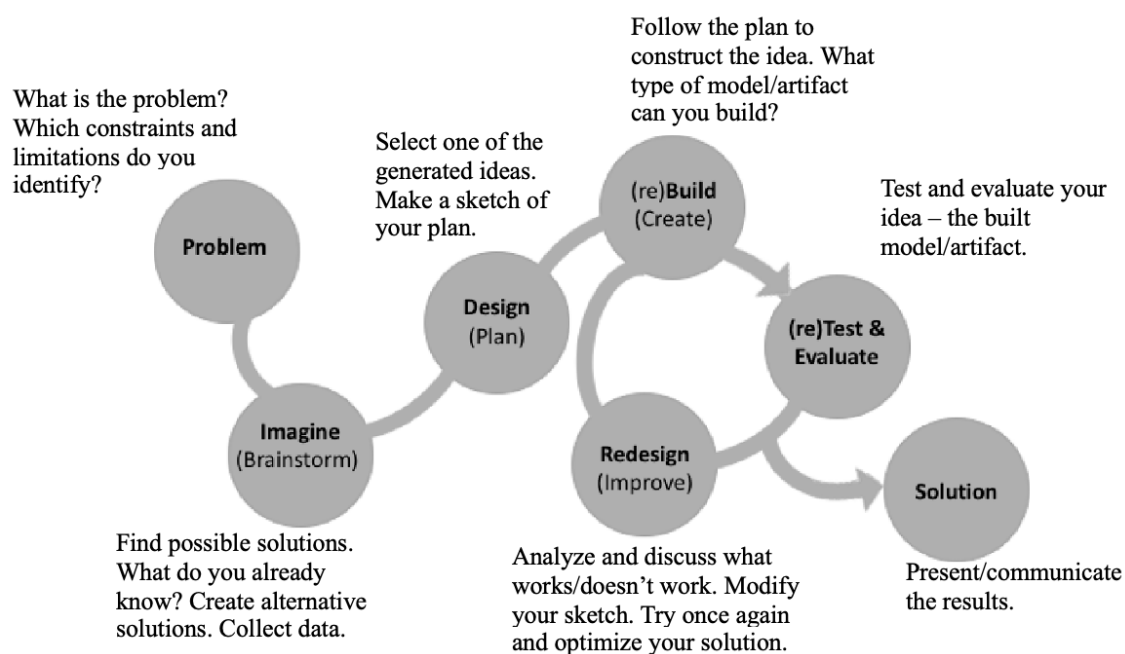 What is the problem?
Which constraints and
limitations do you
identify?
Problem
Imagine
(Brainstorm)
Find possible solutions.
What do you already
know? Create alternative
solutions. Collect data.
Select one of the
generated ideas.
Make a sketch of
your plan.
Design
(Plan)
Follow the plan to
construct the idea. What
type of model/artifact
can you build?
(re)Build
(Create)
Test and evaluate your
idea – the built
model/artifact.
(re)Test &
Evaluate
Redesign
(Improve)
Analyze and discuss what
works/doesn’t work. Modify
your sketch. Try once again
and optimize your solution.
Solution
Present/communicate
the results.